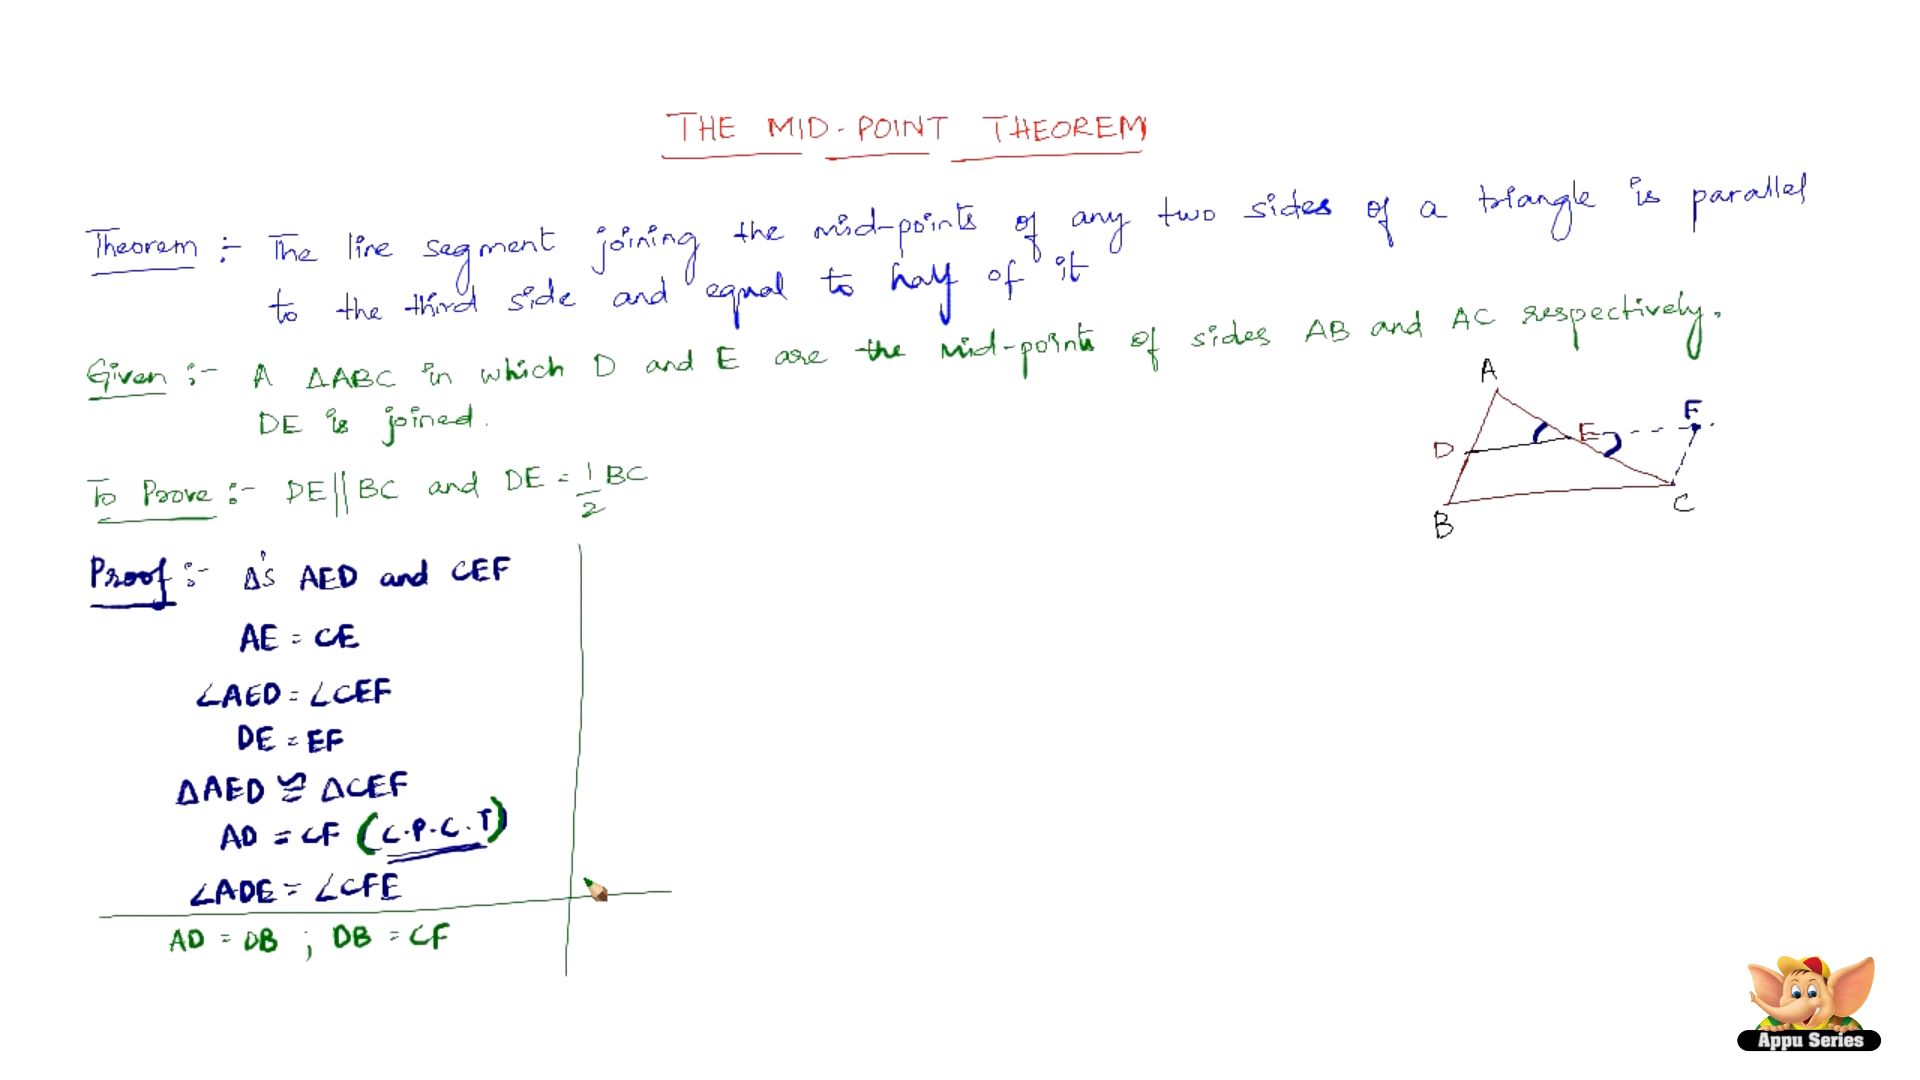 THE MID-POINT THEOREM
Theorem :- The line segment joining the mid-points of any two sides of a triangle is parallel
to the third side and equal to half of it
Given :- A ΔABC in which D and E are the mid-points of sides AB and AC respectively.
DE is joined.
To Prove :- DE || BC and DE = 1/2 BC
Proof :- Δ's AED and CEF
AE = CE
∠AED = ∠CEF
DE = EF
ΔAED ≅ ΔCEF
AD = CF (C.P.C.T)
∠ADE = ∠CFE
AD = DB ; DB = CF
A
F
E
D
C
B
Appu Series